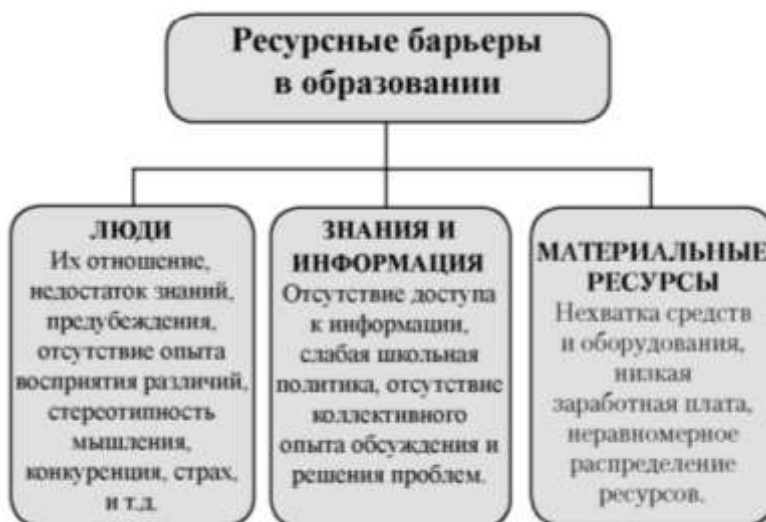 Ресурсные барьеры
в образовании
ЛЮДИ
Их отношение,
недостаток знаний,
предубеждения,
отсутствие опыта
восприятия различий,
стереотипность
мышления,
конкуренция, страх,
и т.д.
ЗНАНИЯ И
ИНФОРМАЦИЯ
Отсутствие доступа
к информации,
слабая школьная
политика, отсутствие
коллективного
опыта обсуждения и
решения проблем.
МАТЕРИАЛЬНЫЕ
РЕСУРСЫ
Нехватка средств
и оборудования,
низкая
заработная плата,
неравномерное
распределение
ресурсов.